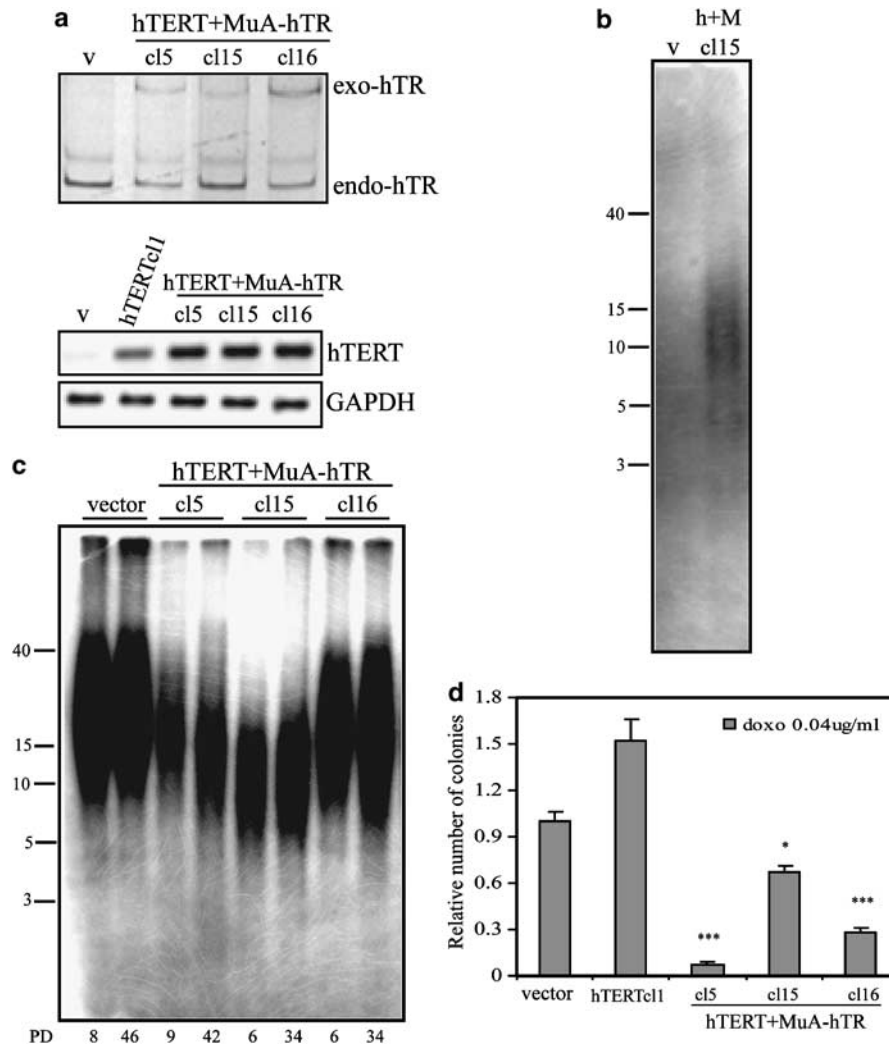 a
hTERT+MuA-hTR
v cl5 cl15 cl16
exo-hTR
endo-hTR
hTERTcl1
hTERT+MuA-hTR
v cl5 cl15 cl16
hTERT
GAPDH
b
h+M
v cl15
40
15
10
5
3
c
hTERT+MuA-hTR
vector cl5 cl15 cl16
40
15
10
5
3
PD 8 46 9 42 6 34 6 34
d
Relative number of colonies
1.8
1.5
1.2
0.9
0.6
0.3
0
doxo 0.04ug/ml
*** * ***
vector hTERTcl1 cl5 cl15 cl16
hTERT+MuA-hTR